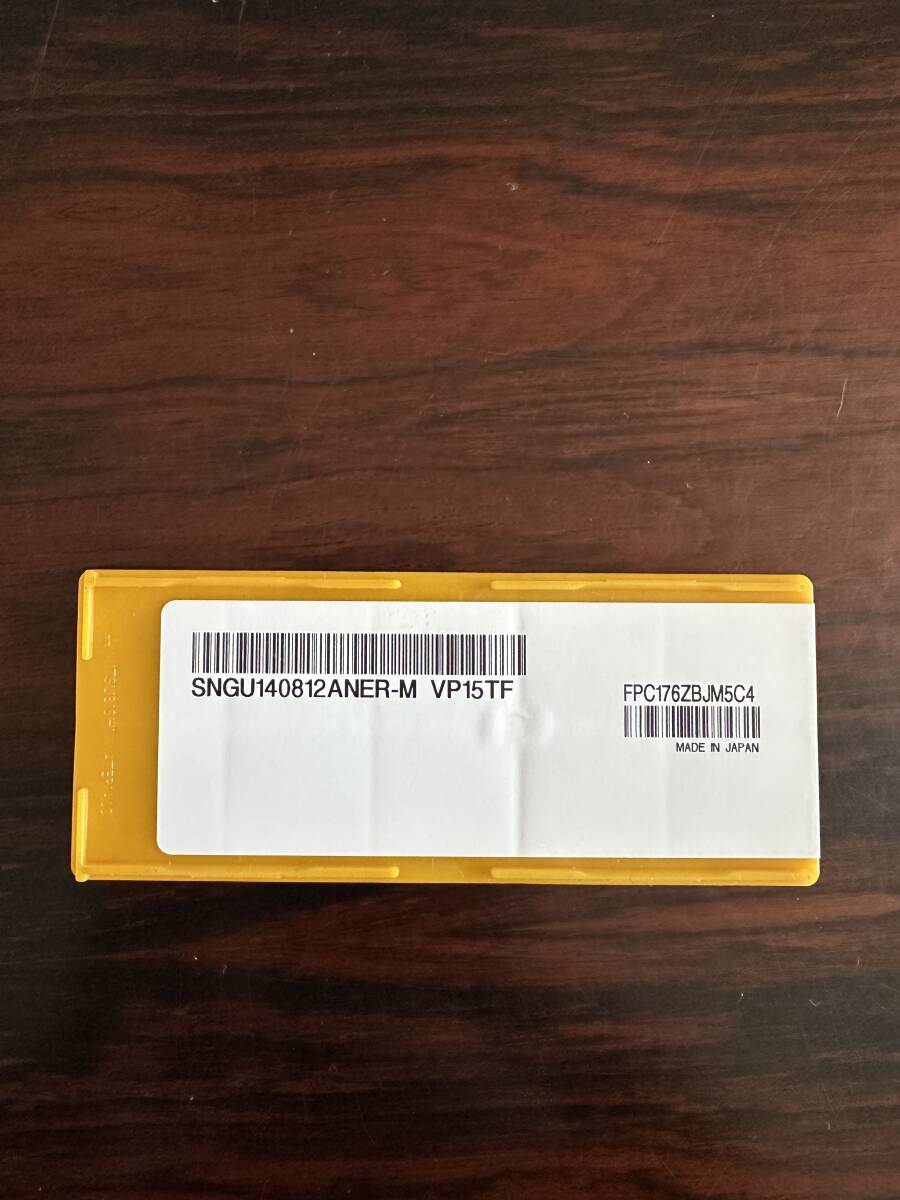 SNGU140812ANER-M VP15TF
FPC176ZBJM5C4
MADE IN JAPAN